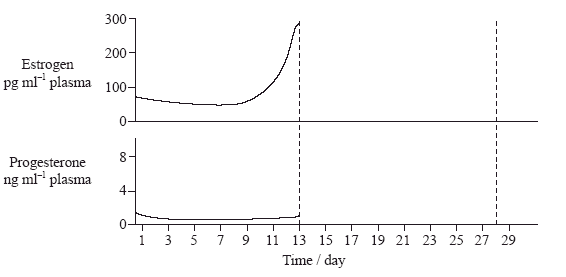 300
200
100
0
Estrogen
pg ml⁻¹ plasma
8
4
0
Progesterone
ng ml⁻¹ plasma
1 3 5 7 9 11 13 15 17 19 21 23 25 27 29
Time / day